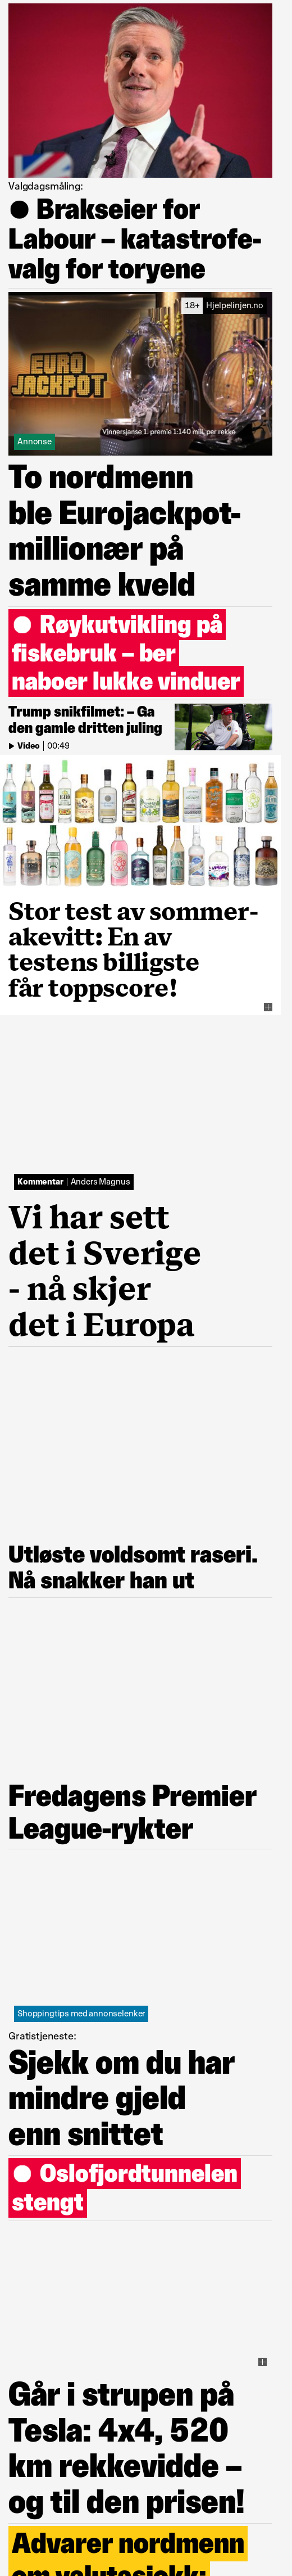 Valgdagsmåling:
● Brakseier for
Labour – katastrofe-
valg for toryene
18+ Hjelpelinjen.no
EURO
JACKPOT
Vinnersjanse 1. premie 1:140 mill. per rekke
Annonse
To nordmenn
ble Eurojackpot-
millionær på
samme kveld
● Røykutvikling på
fiskebruk – ber
naboer lukke vinduer
Trump snikfilmet: – Ga
den gamle dritten juling
Video | 00:49
Stor test av sommer-
akevitt: En av
testens billigste
får toppscore!
Kommentar | Anders Magnus
Vi har sett
det i Sverige
- nå skjer
det i Europa
Utløste voldsomt raseri.
Nå snakker han ut
Fredagens Premier
League-rykter
Shoppingtips med annonselenker
Gratistjeneste:
Sjekk om du har
mindre gjeld
enn snittet
● Oslofjordtunnelen
stengt
Går i strupen på
Tesla: 4x4, 520
km rekkevidde –
og til den prisen!
Advarer nordmenn
om valutasjekk: